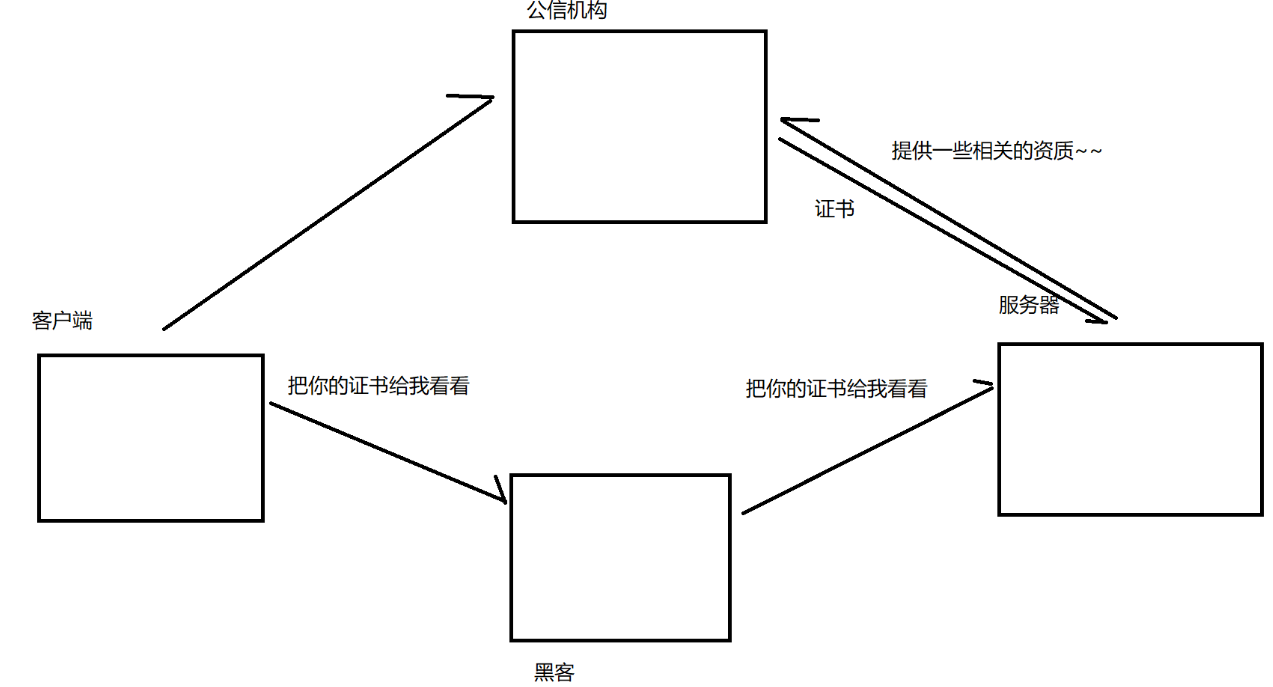 公信机构
提供一些相关的资质~~
证书
服务器
客户端
把你的证书给我看看
把你的证书给我看看
黑客